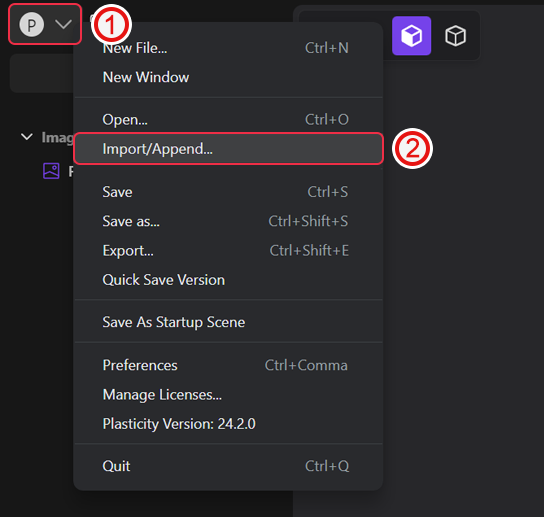 P
1
New File... Ctrl+N
New Window
Open... Ctrl+O
Imag
Import/Append... 2
Save Ctrl+S
Save as... Ctrl+Shift+S
Export... Ctrl+Shift+E
Quick Save Version
Save As Startup Scene
Preferences Ctrl+Comma
Manage Licenses...
Plasticity Version: 24.2.0
Quit Ctrl+Q